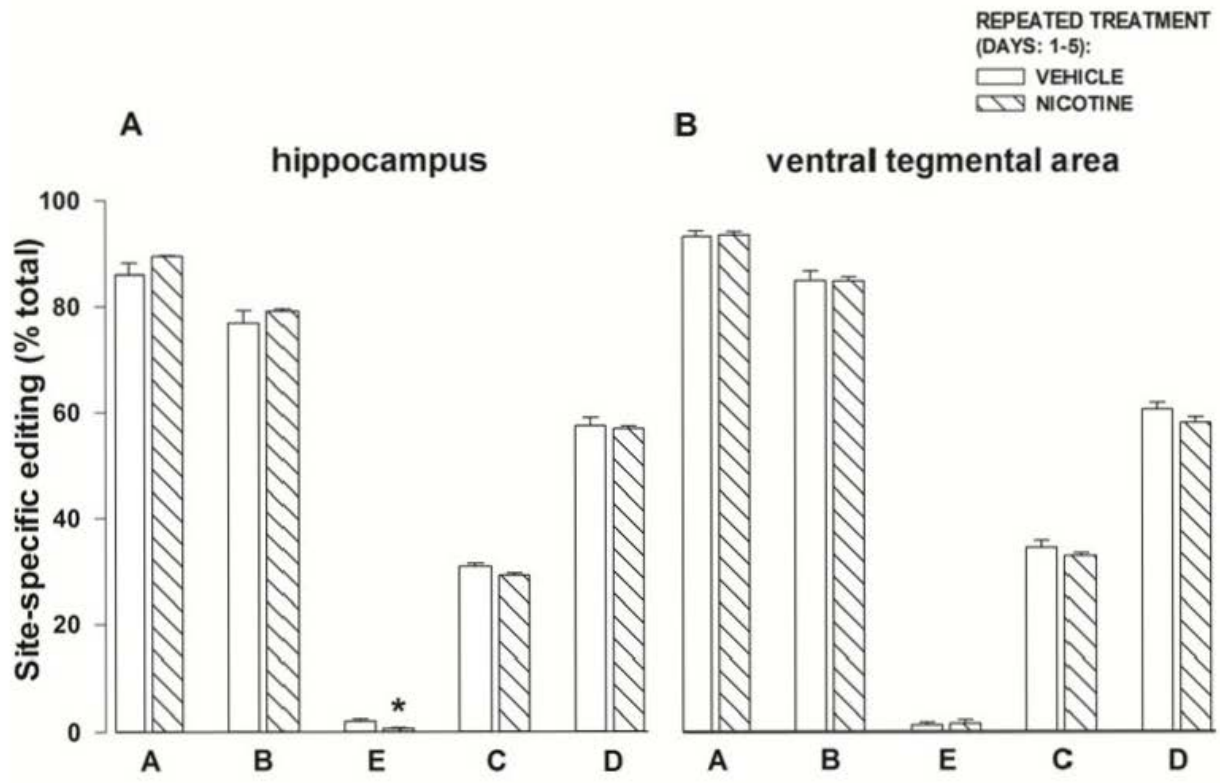 REPEATED TREATMENT
(DAYS: 1-5):
VEHICLE
NICOTINE
A
B
hippocampus
ventral tegmental area
Site-specific editing (% total)
100
80
60
40
20
0
*
A B E C D
A B E C D